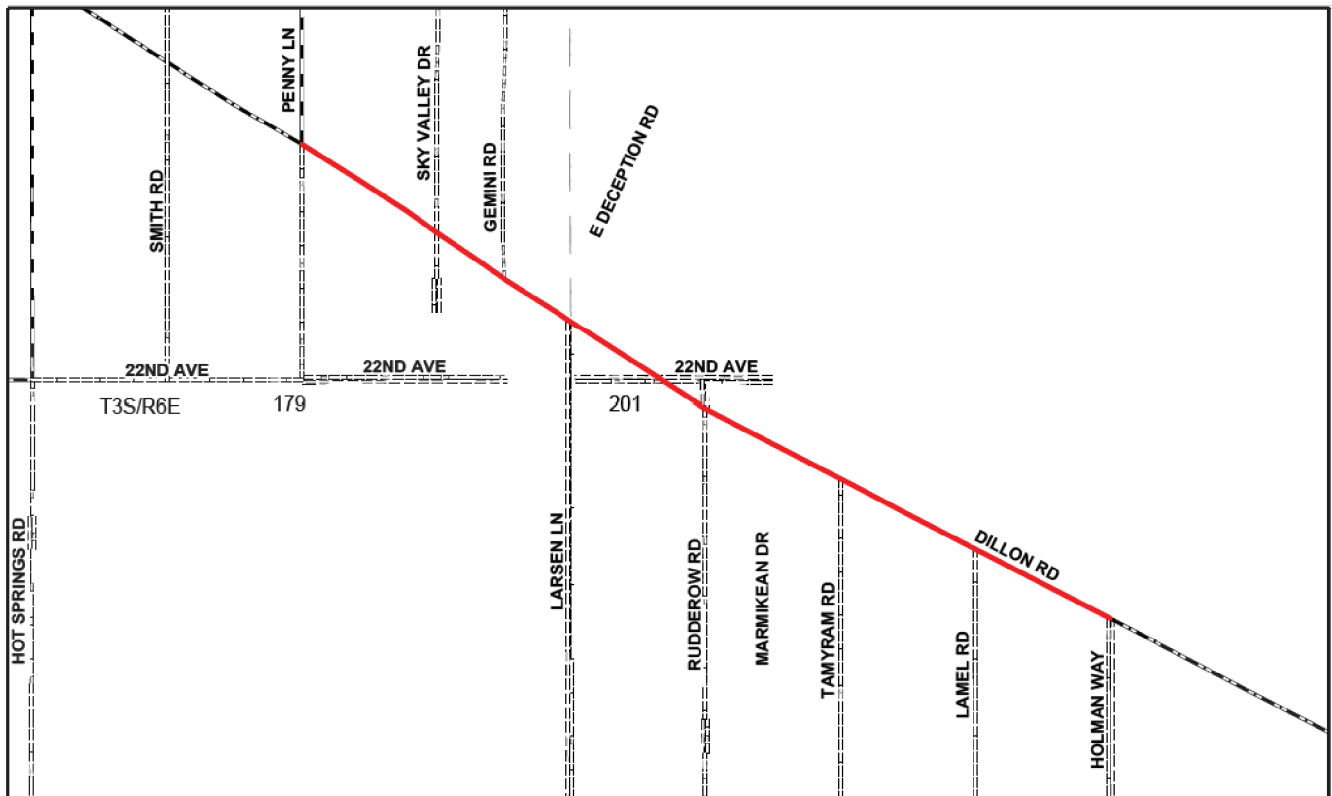 PENNY LN
SKY VALLEY DR
E DECEPTION RD
SMITH RD
GEMINI RD
22ND AVE
22ND AVE
22ND AVE
T3S/R6E
179
201
HOT SPRINGS RD
LARSEN LN
RUDDEROW RD
MARMIKEAN DR
TAMYRAM RD
LAMEL RD
DILLON RD
HOLMAN WAY